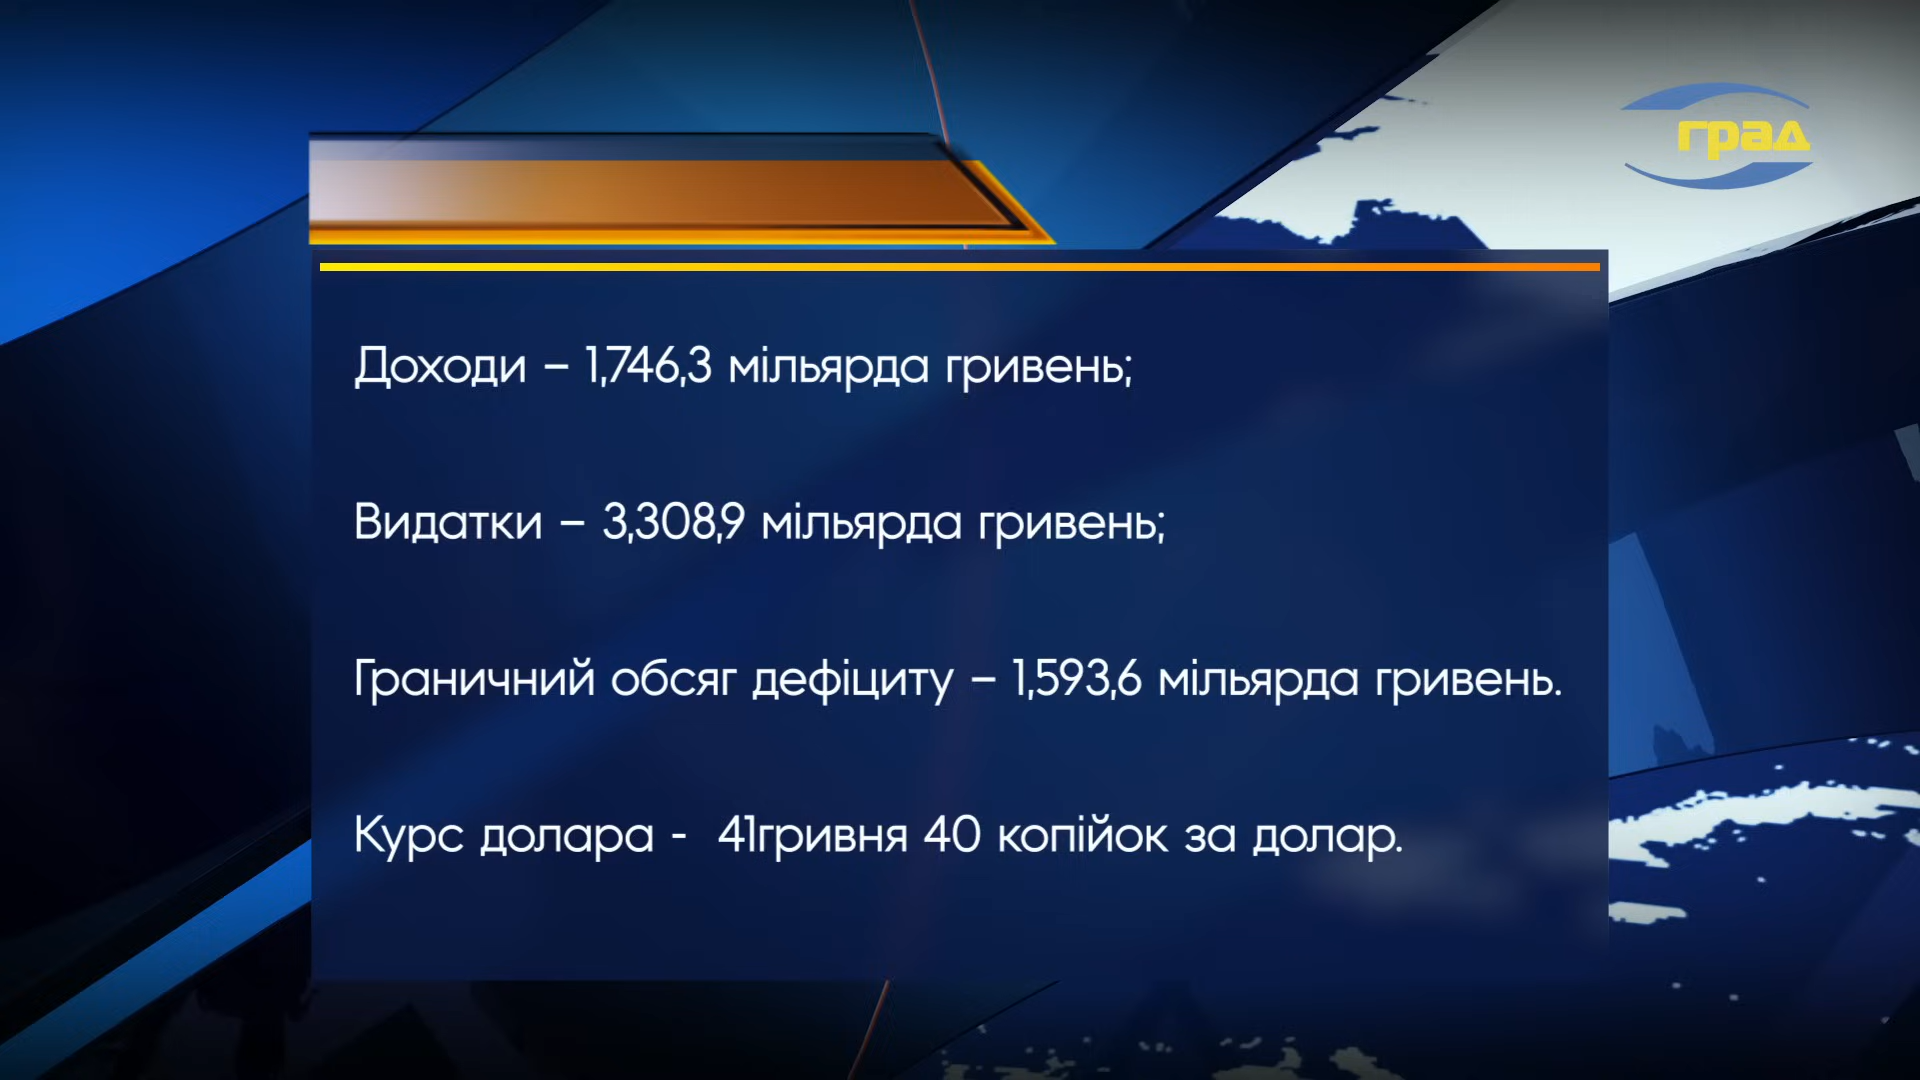 град
Доходи – 1,746,3 мільярда гривень;
Видатки – 3,308,9 мільярда гривень;
Граничний обсяг дефіциту – 1,593,6 мільярда гривень.
Курс долара -  41гривня 40 копійок за долар.